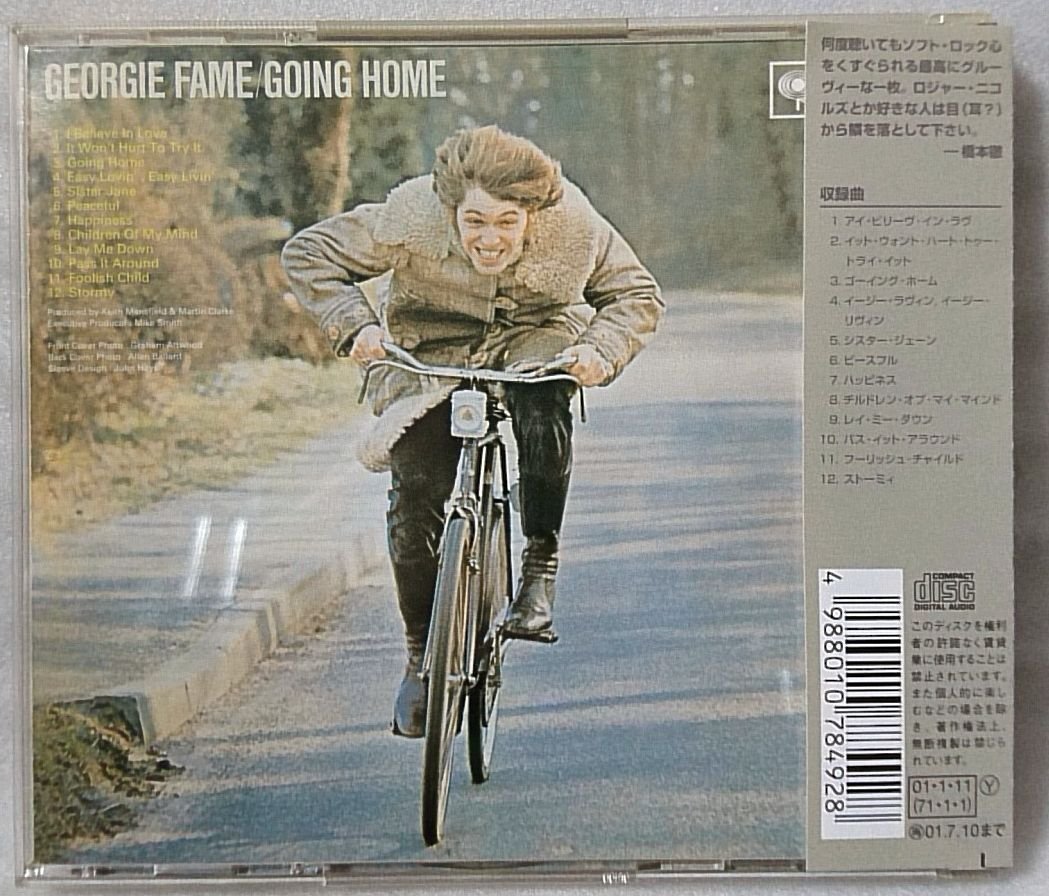 GEORGIE FAME/GOING HOME
1. I Believe In Love
2. It Won't Hurt To Try It
3. Going Home
4. Easy Lovin', Easy Livin'
5. Sister Jane
6. Peaceful
7. Happiness
8. Children Of My Mind
9. Lay Me Down
10. Pass It Around
11. Foolish Child
12. Stormy
Produced by Keith Mansfield & Martin Clarke
Executive Producer: Mike Smith
Front Cover Photo : Graham Attwood
Back Cover Photo : Allen Ballard
Sleeve Design : John Hays
何度聴いてもソフト・ロック心
をくすぐられる最高にグルー
ヴィーな一枚。ロジャー・ニコ
ルズとか好きな人は目(耳?)
から鱗を落として下さい。
―橋本徹
収録曲
1. アイ・ビリーヴ・イン・ラヴ
2. イット・ウォント・ハート・トゥー・
トライ・イット
3. ゴーイング・ホーム
4. イージー・ラヴィン, イージー・
リヴィン
5. シスター・ジェーン
6. ピースフル
7. ハッピネス
8. チルドレン・オブ・マイ・マインド
9. レイ・ミー・ダウン
10. パス・イット・アラウンド
11. フーリッシュ・チャイルド
12. ストーミィ
COMPACT
disc
DIGITAL AUDIO
このディスクを権利
者の許諾なく賃貸
業に使用することは
禁止されています。
また個人的に楽し
むなどの場合を除
き、著作権法上、
無断複製は禁じら
れています。
4 988010 784928
01・1・11
(71・1・1)
Y
再01.7.10まで